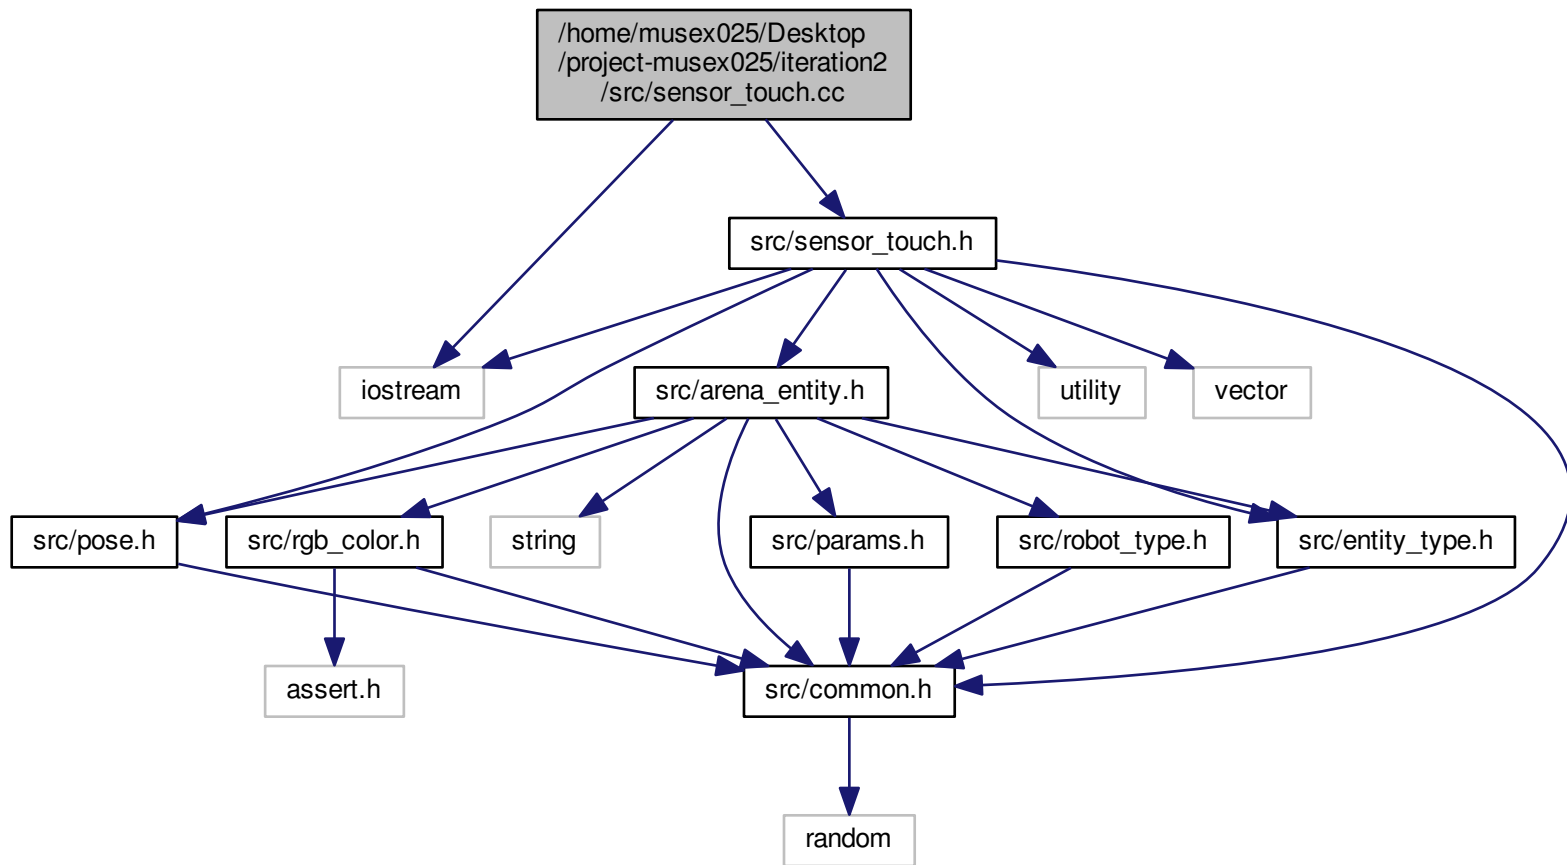 /home/musex025/Desktop
/project-musex025/iteration2
/src/sensor_touch.cc
src/sensor_touch.h
iostream
src/arena_entity.h
utility
vector
src/pose.h
src/rgb_color.h
string
src/params.h
src/robot_type.h
src/entity_type.h
assert.h
src/common.h
random